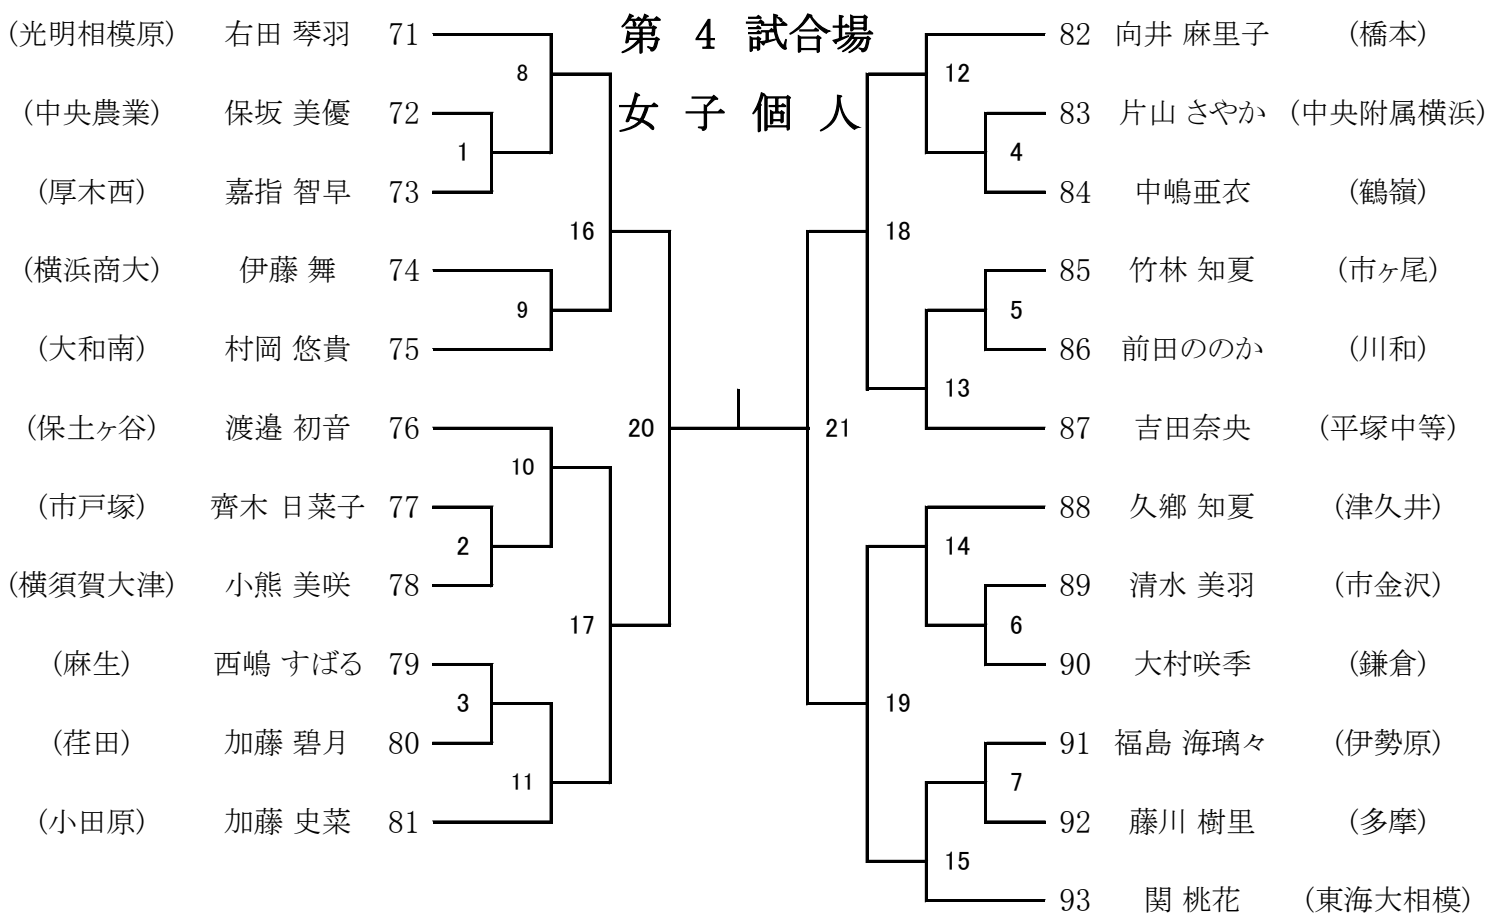 第 4 試合場
女 子 個 人
(光明相模原) 右田 琴羽 71
8
(中央農業) 保坂 美優 72
1
(厚木西) 嘉指 智早 73
16
(横浜商大) 伊藤 舞 74
9
(大和南) 村岡 悠貴 75
20
(保土ヶ谷) 渡邉 初音 76
10
(市戸塚) 齊木 日菜子 77
2
(横須賀大津) 小熊 美咲 78
17
(麻生) 西嶋 すばる 79
3
(荏田) 加藤 碧月 80
11
(小田原) 加藤 史菜 81
82 向井 麻里子 (橋本)
12
83 片山 さやか (中央附属横浜)
4
84 中嶋亜衣 (鶴嶺)
18
85 竹林 知夏 (市ヶ尾)
5
86 前田ののか (川和)
13
87 吉田奈央 (平塚中等)
21
88 久郷 知夏 (津久井)
14
89 清水 美羽 (市金沢)
6
90 大村咲季 (鎌倉)
19
91 福島 海璃々 (伊勢原)
7
92 藤川 樹里 (多摩)
15
93 関 桃花 (東海大相模)